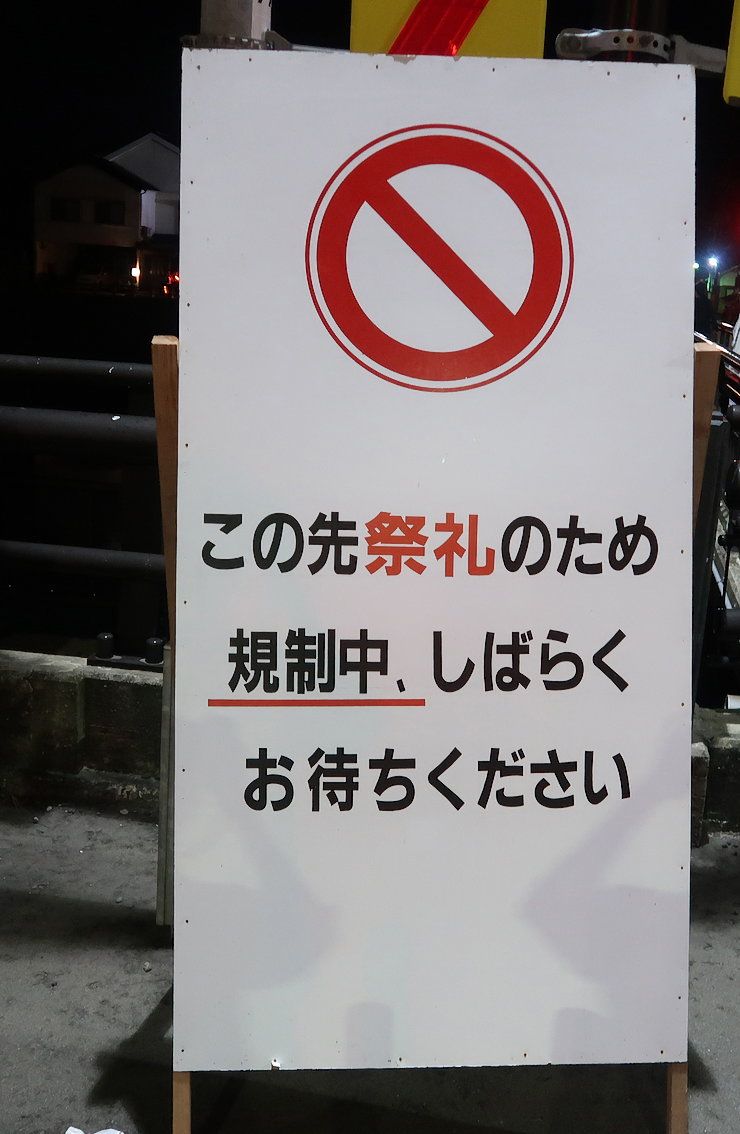 この先祭礼のため
規制中、しばらく
お待ちください